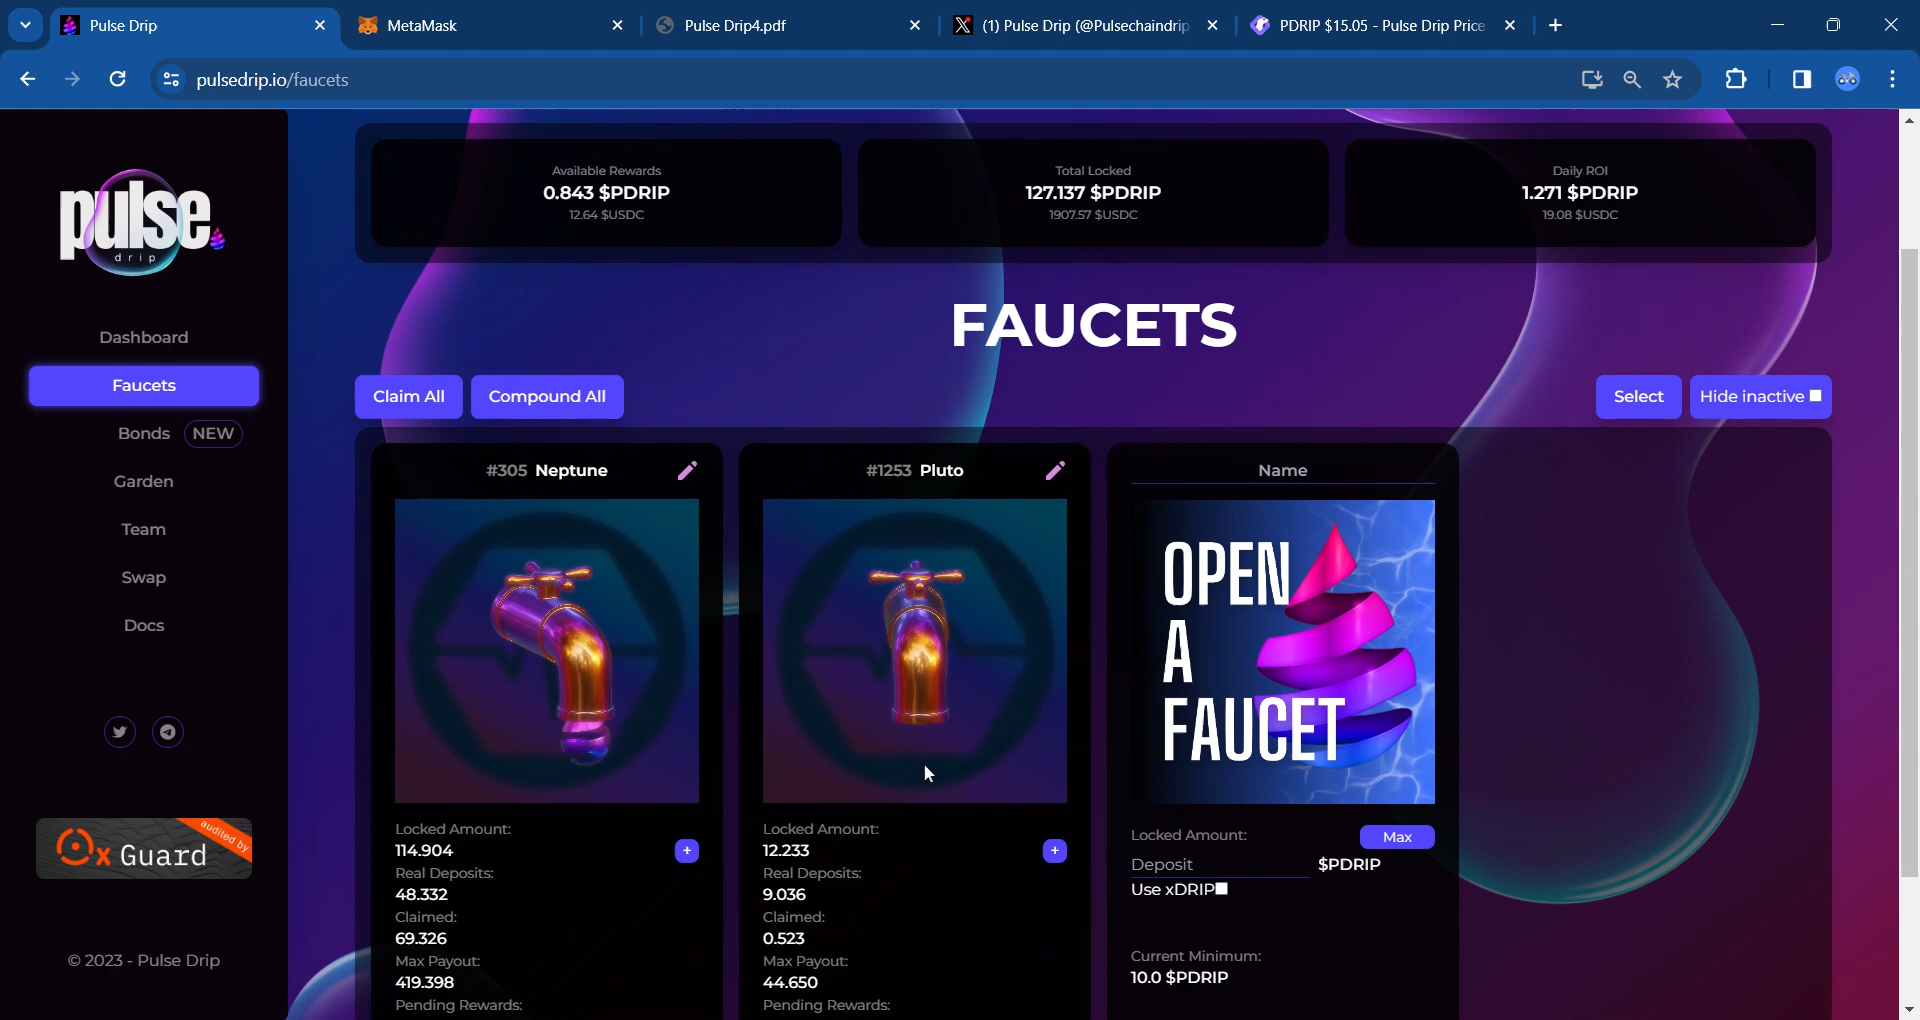 Pulse Drip
MetaMask
Pulse Drip4.pdf
(1) Pulse Drip (@Pulsechaindrip
PDRIP $15.05 - Pulse Drip Price
pulsedrip.io/faucets
pulse
drip
Dashboard
Faucets
Bonds NEW
Garden
Team
Swap
Docs
audited by
0x Guard
© 2023 - Pulse Drip
Available Rewards
0.843 $PDRIP
12.64 $USDC
Total Locked
127.137 $PDRIP
1907.57 $USDC
Daily ROI
1.271 $PDRIP
19.08 $USDC
FAUCETS
Claim All
Compound All
Select
Hide inactive
#305 Neptune
Locked Amount:
114.904
+
Real Deposits:
48.332
Claimed:
69.326
Max Payout:
419.398
Pending Rewards:
#1253 Pluto
Locked Amount:
12.233
+
Real Deposits:
9.036
Claimed:
0.523
Max Payout:
44.650
Pending Rewards:
Name
OPEN
A
FAUCET
Locked Amount:
Max
Deposit $PDRIP
Use xDRIP
Current Minimum:
10.0 $PDRIP